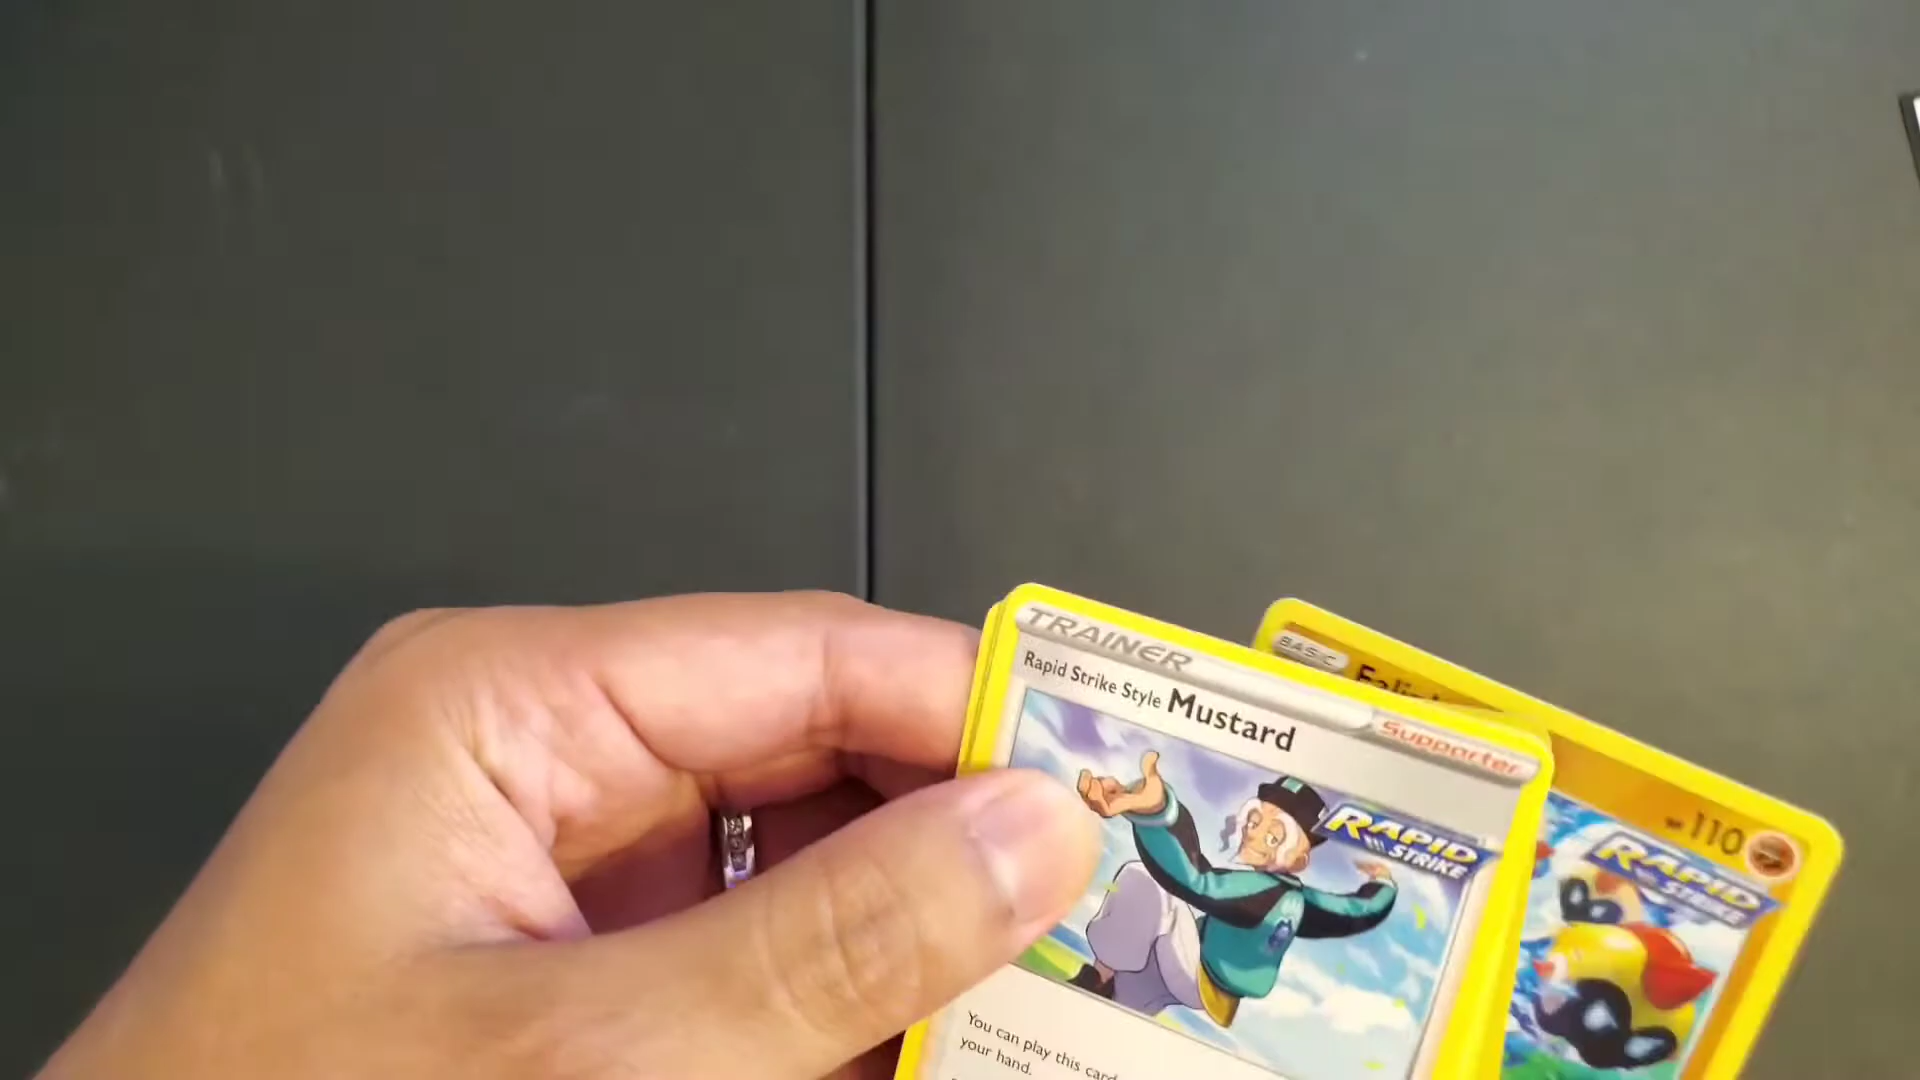 TRAINER
Rapid Strike Style Mustard
Supporter
RAPID
STRIKE
You can play this card
your hand.
BASIC
HP 110
RAPID
STRIKE